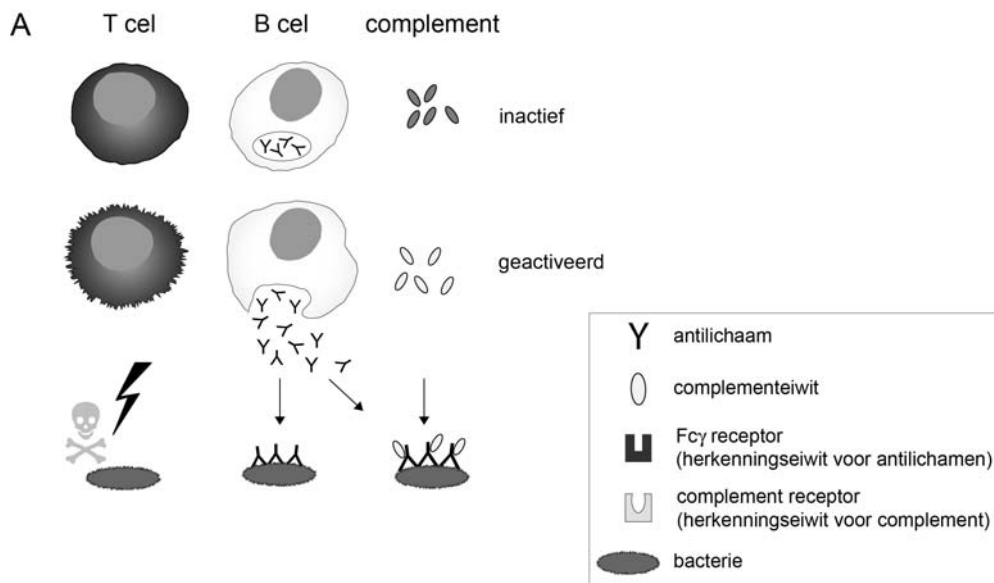 A
T cel B cel complement
inactief
geactiveerd
antilichaam
complementeiwit
Fcγ receptor
(herkenningseiwit voor antilichamen)
complement receptor
(herkenningseiwit voor complement)
bacterie